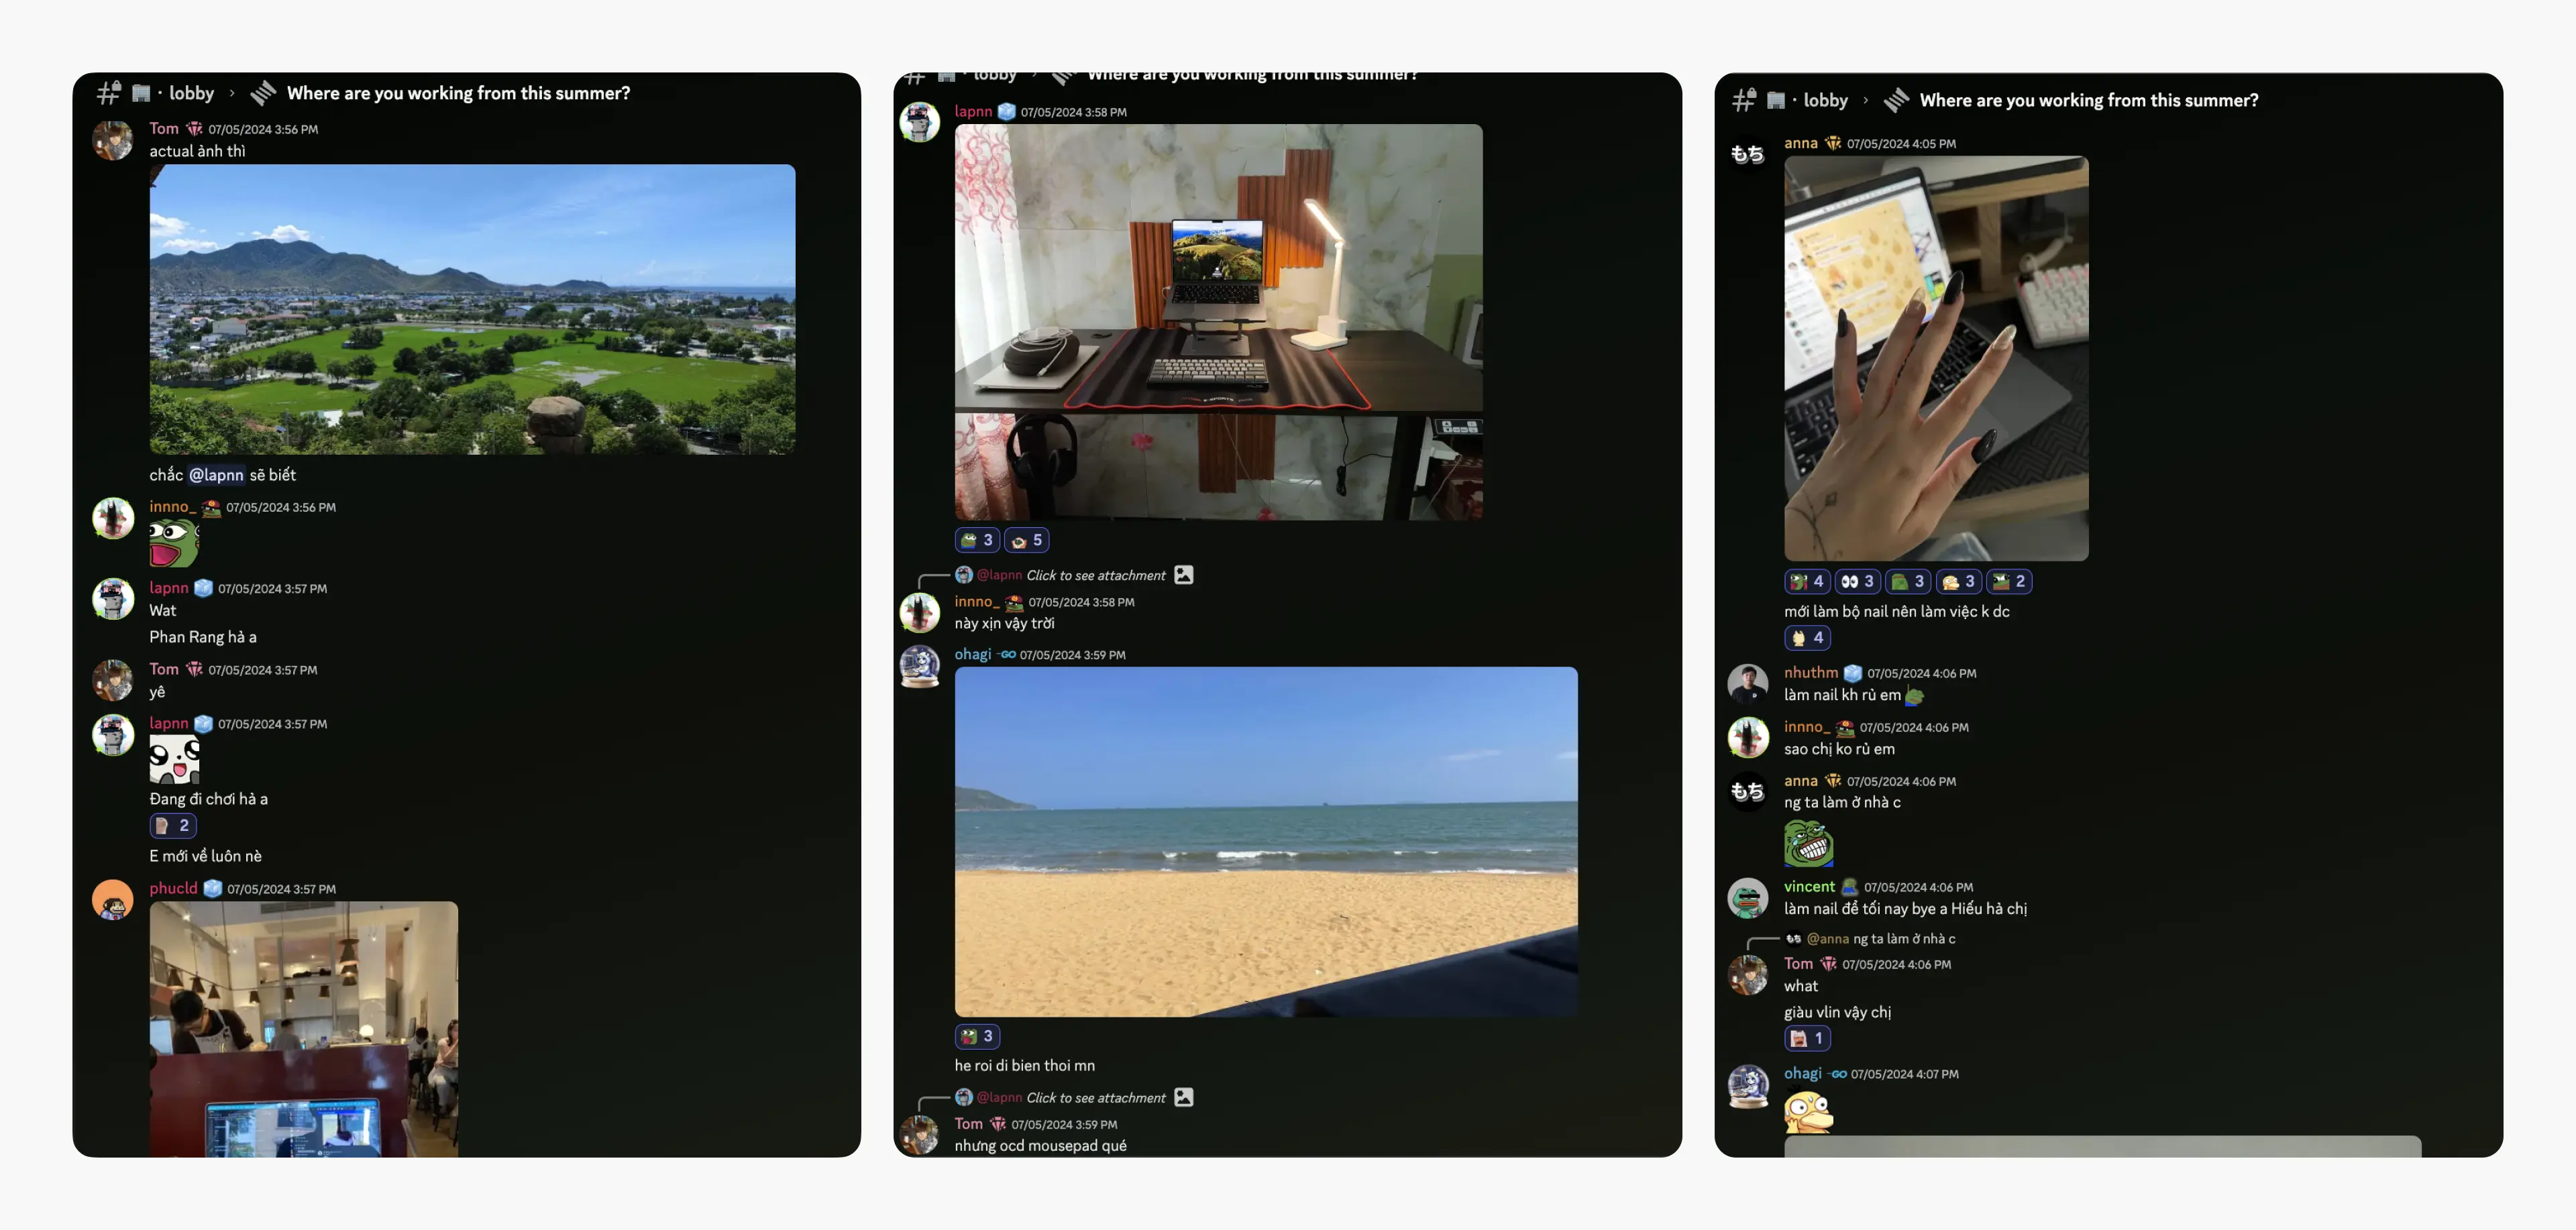 · lobby › Where are you working from this summer?
Tom 07/05/2024 3:56 PM
actual ành thì
chắc @lapnn sẽ biết
innno_ 07/05/2024 3:56 PM
lapnn 07/05/2024 3:57 PM
Wat
Phan Rang hả a
Tom 07/05/2024 3:57 PM
yê
lapnn 07/05/2024 3:57 PM
Đang đi chơi hả a
2
E mới về luôn nè
phucld 07/05/2024 3:57 PM
· lobby › Where are you working from this summer?
lapnn 07/05/2024 3:58 PM
3 5
@lapnn Click to see attachment
innno_ 07/05/2024 3:58 PM
này xịn vậy trời
ohagi GO 07/05/2024 3:59 PM
3
he roi di bien thoi mn
@lapnn Click to see attachment
Tom 07/05/2024 3:59 PM
nhưng ocd mousepad qué
· lobby › Where are you working from this summer?
もち
anna 07/05/2024 4:05 PM
4 3 3 3 2
mới làm bộ nail nên làm việc k dc
4
nhuthm 07/05/2024 4:06 PM
làm nail kh rủ em
innno_ 07/05/2024 4:06 PM
sao chị ko rủ em
もち
anna 07/05/2024 4:06 PM
ng ta làm ở nhà c
vincent 07/05/2024 4:06 PM
làm nail để tối nay bye a Hiếu hả chị
もち @anna ng ta làm ở nhà c
Tom 07/05/2024 4:06 PM
what
giàu vlin vậy chị
1
ohagi GO 07/05/2024 4:07 PM